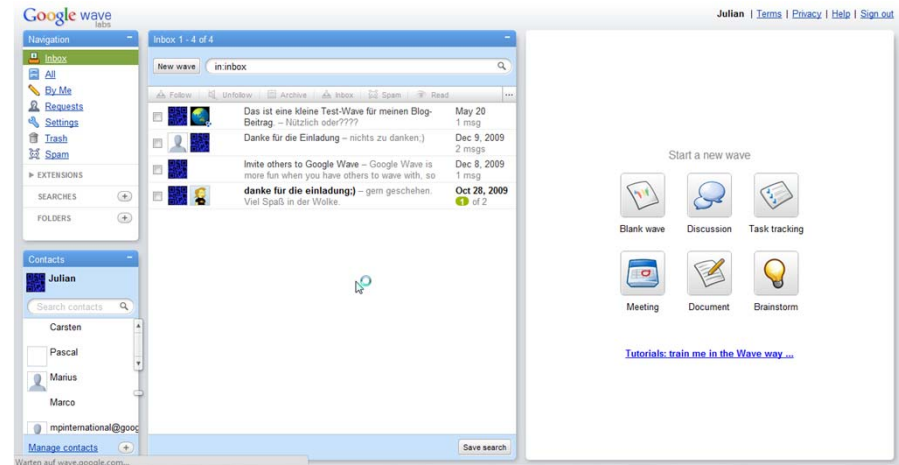 Google wave
labs
Julian | Terms | Privacy | Help | Sign out
Navigation
Inbox
All
By Me
Requests
Settings
Trash
Spam
EXTENSIONS
SEARCHES
FOLDERS
Contacts
Julian
Search contacts
Carsten
Pascal
Marius
Marco
mpinternational@goog
Manage contacts
Warten auf wave.google.com...
Inbox 1 - 4 of 4
New wave
in:inbox
Follow Unfollow Archive Inbox Spam Read
Das ist eine kleine Test-Wave für meinen Blog- May 20
Beitrag. – Nützlich oder???? 1 msg
Danke für die Einladung – nichts zu danken;) Dec 9, 2009
2 msgs
Invite others to Google Wave – Google Wave is Dec 8, 2009
more fun when you have others to wave with, so 1 msg
danke für die einladung;) – gern geschehen. Oct 28, 2009
Viel Spaß in der Wolke. 1 of 2
Save search
Start a new wave
Blank wave Discussion Task tracking
Meeting Document Brainstorm
Tutorials: train me in the Wave way ...